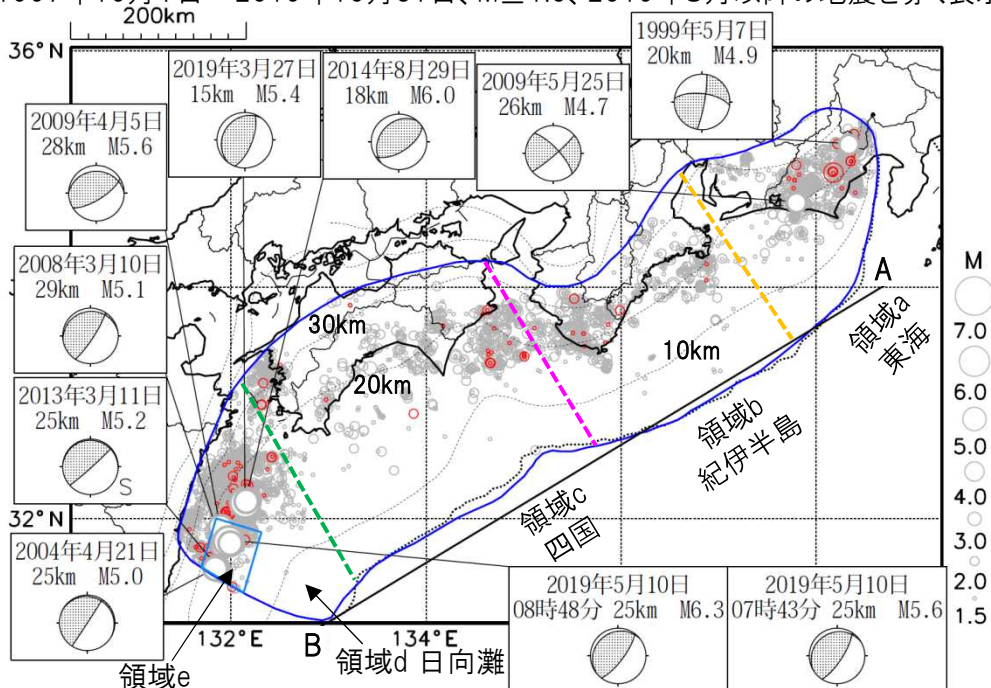 200km
36°N
1999年5月7日
20km M4.9
2019年3月27日
15km M5.4
2014年8月29日
18km M6.0
2009年5月25日
26km M4.7
2009年4月5日
28km M5.6
2008年3月10日
29km M5.1
2013年3月11日
25km M5.2
S
2004年4月21日
25km M5.0
30km
20km
10km
A
領域a
東海
領域b
紀伊半島
領域c
四国
32°N
132°E
B
134°E
領域e
領域d 日向灘
2019年5月10日
08時48分 25km M6.3
2019年5月10日
07時43分 25km M5.6
M
7.0
6.0
5.0
4.0
3.0
2.0
1.5